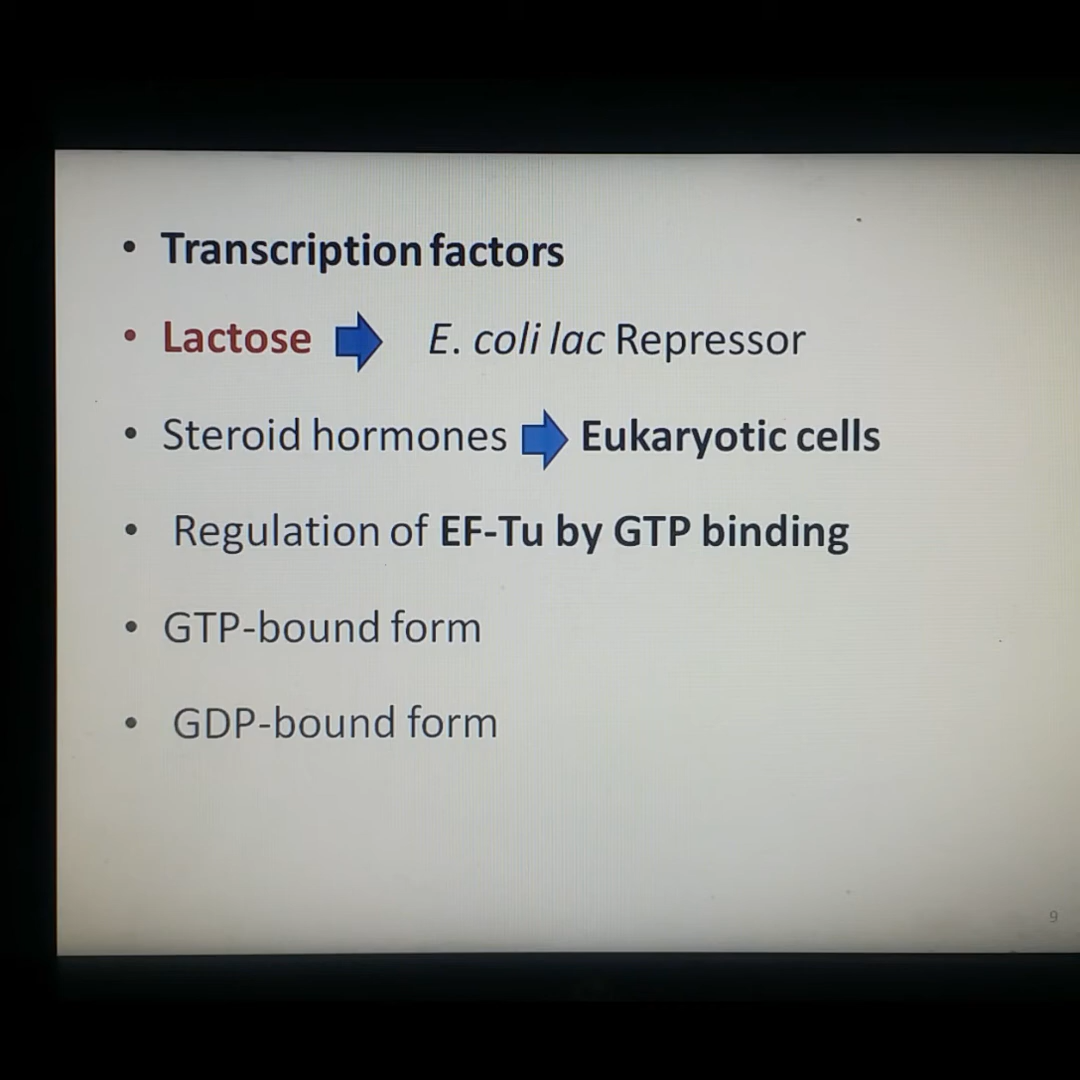 • Transcription factors
• Lactose E. coli lac Repressor
• Steroid hormones Eukaryotic cells
• Regulation of EF-Tu by GTP binding
• GTP-bound form
• GDP-bound form
9